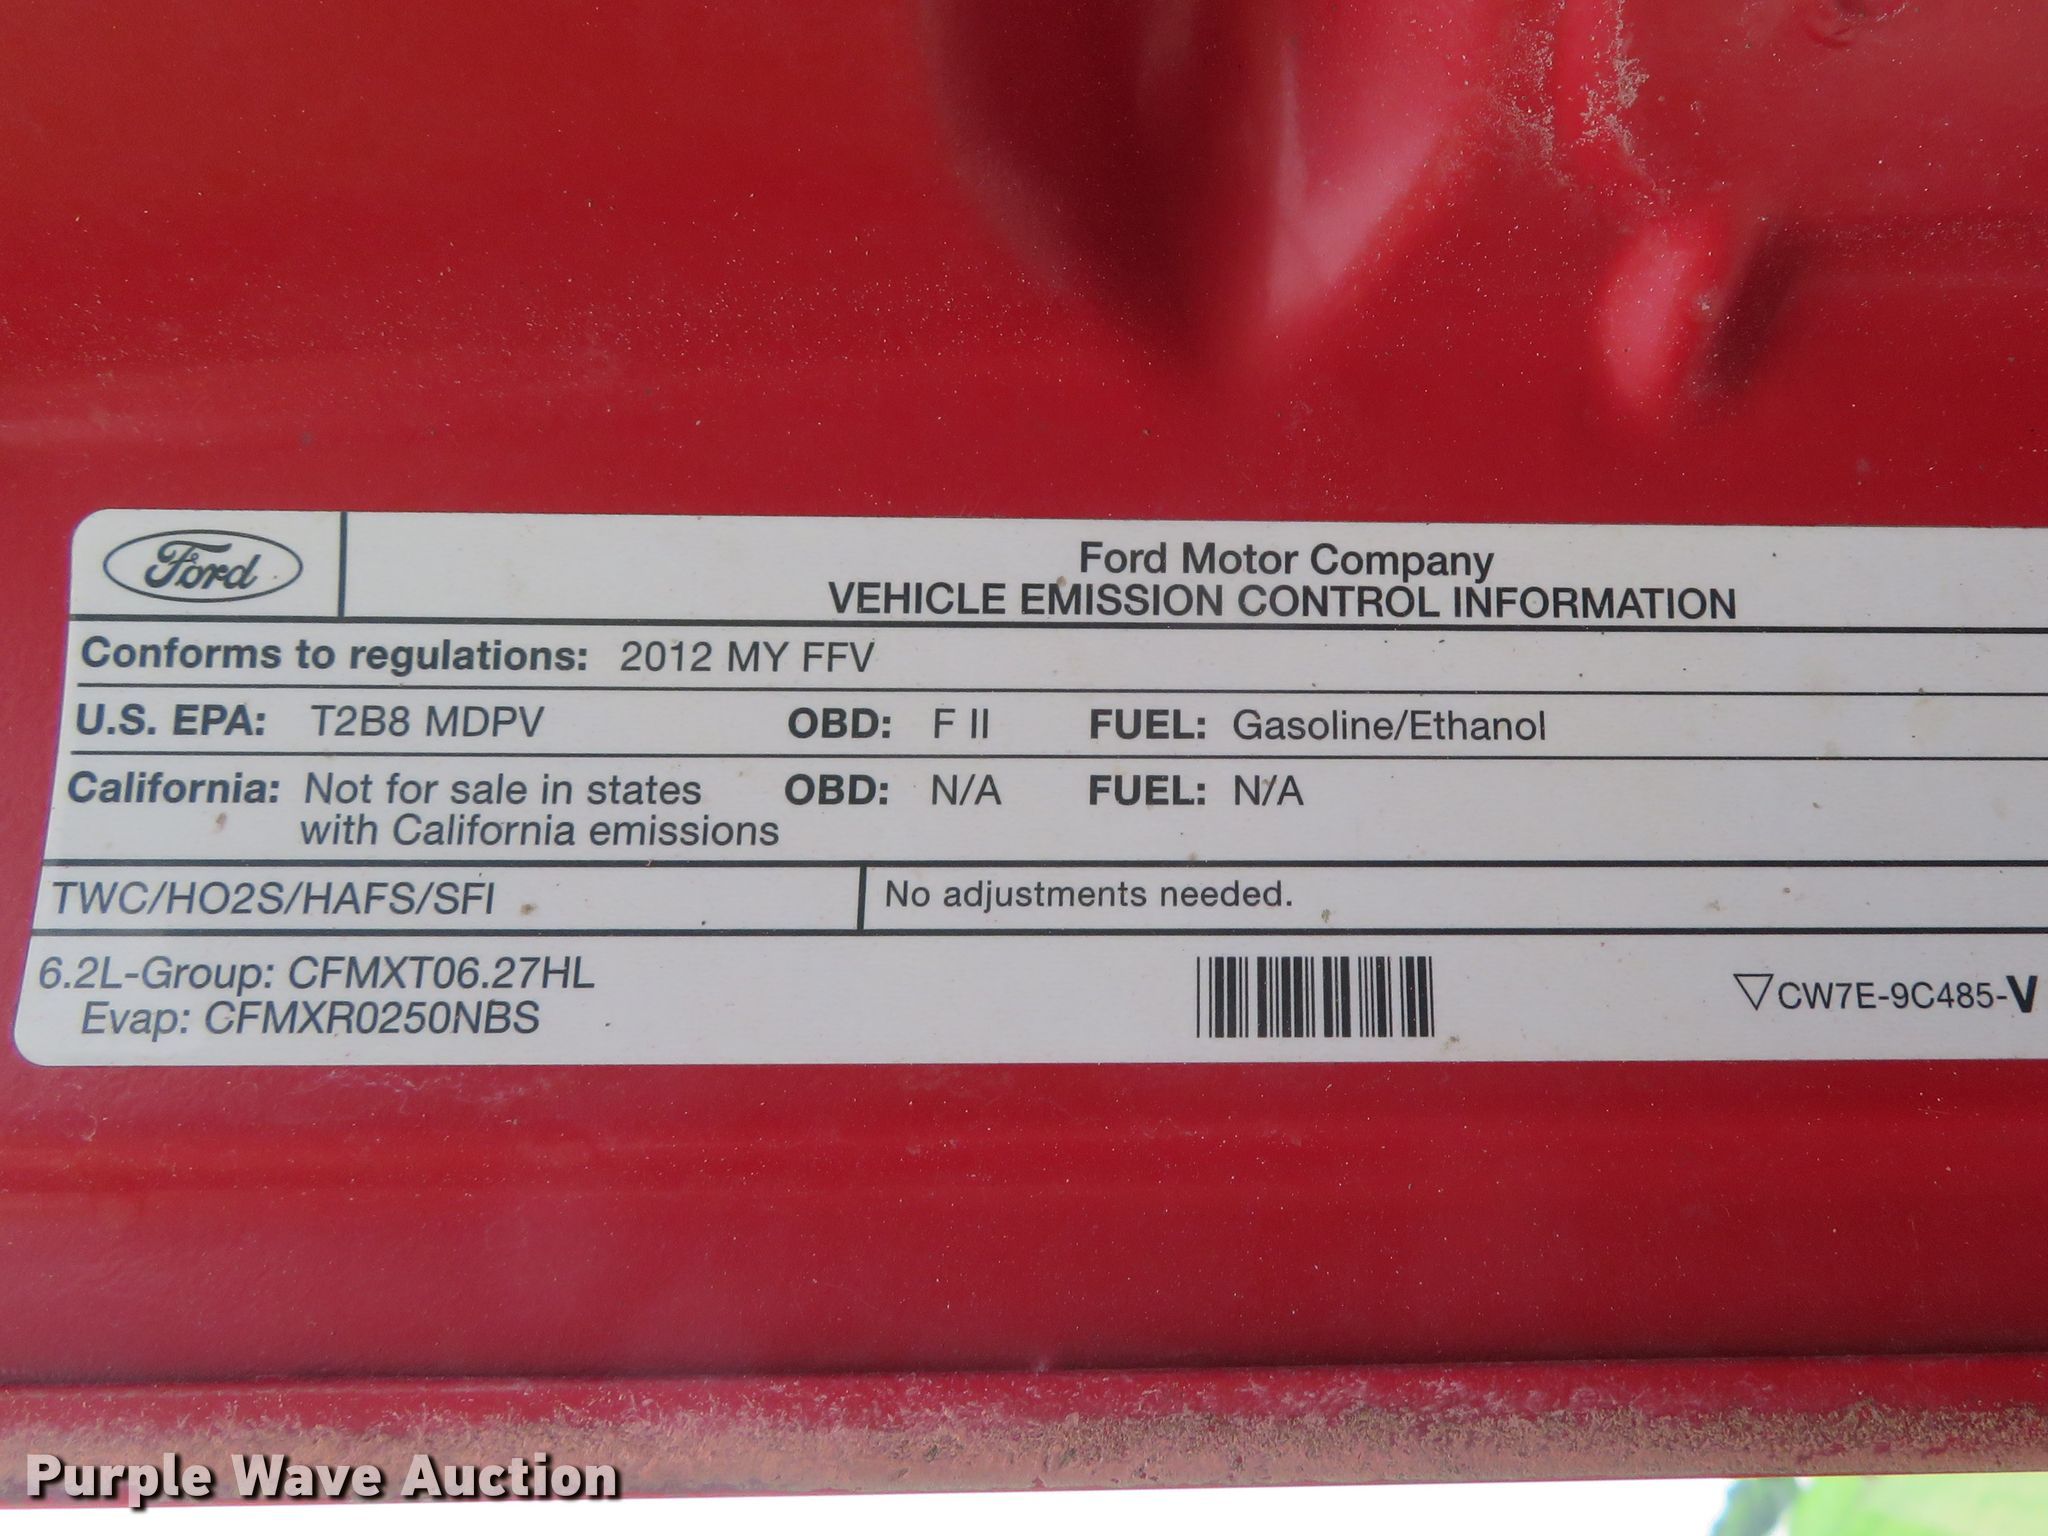 Ford
Ford Motor Company
VEHICLE EMISSION CONTROL INFORMATION
Conforms to regulations: 2012 MY FFV
U.S. EPA: T2B8 MDPV OBD: F II FUEL: Gasoline/Ethanol
California: Not for sale in states OBD: N/A FUEL: N/A
with California emissions
TWC/HO2S/HAFS/SFI No adjustments needed.
6.2L-Group: CFMXT06.27HL
Evap: CFMXR0250NBS
▽CW7E-9C485-V
Purple Wave Auction